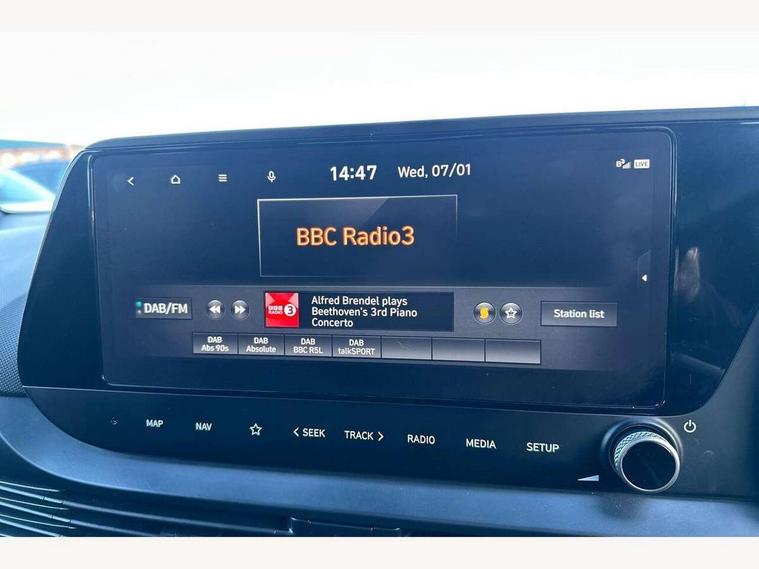 14:47 Wed, 07/01
LIVE
BBC Radio3
DAB/FM
BBC
RADIO 3
Alfred Brendel plays
Beethoven's 3rd Piano
Concerto
Station list
DAB
Abs 90s
DAB
Absolute
DAB
BBC R5L
DAB
talkSPORT
MAP
NAV
< SEEK
TRACK >
RADIO
MEDIA
SETUP